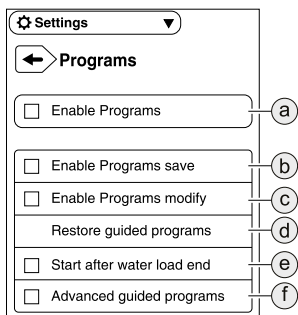 Settings
Programs
Enable Programs a
Enable Programs save b
Enable Programs modify c
Restore guided programs d
Start after water load end e
Advanced guided programs f